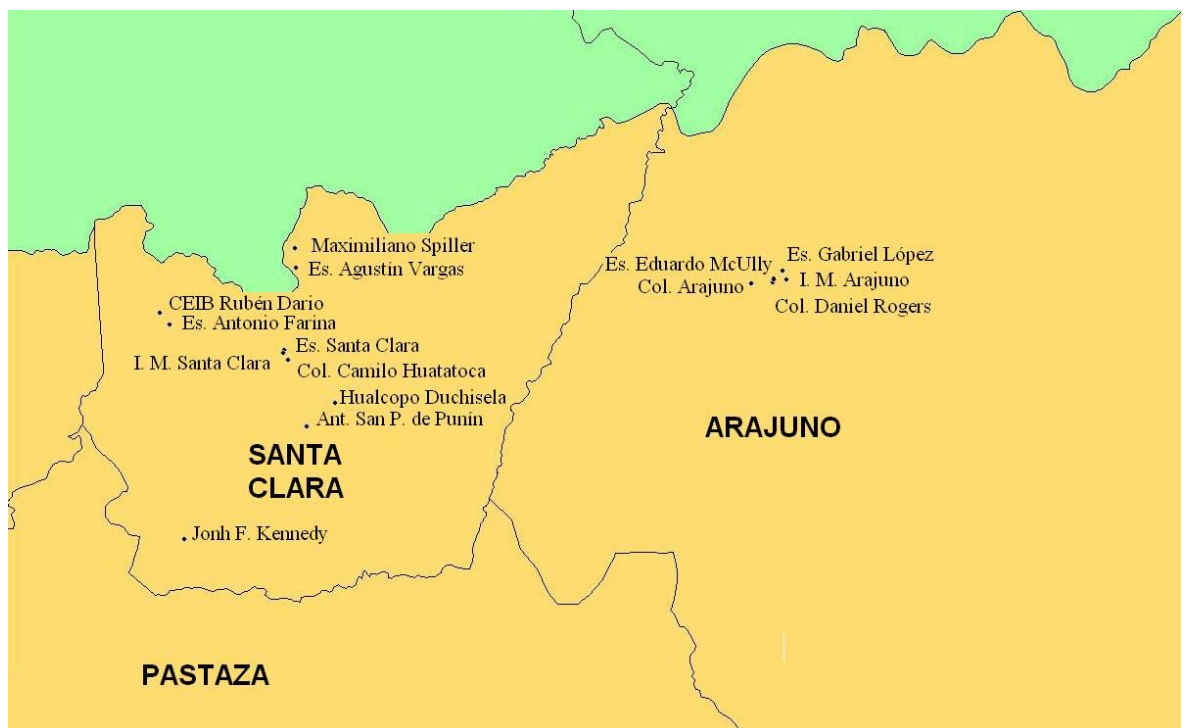 Maximiliano Spiller
Es. Agustín Vargas
Es. Gabriel López
Es. Eduardo McUlly
I. M. Arajuno
Col. Arajuno
Col. Daniel Rogers
CEIB Rubén Dario
Es. Antonio Farina
Es. Santa Clara
I. M. Santa Clara
Col. Camilo Huatatoca
Hualcopo Duchisela
Ant. San P. de Punín
ARAJUNO
SANTA
CLARA
Jonh F. Kennedy
PASTAZA